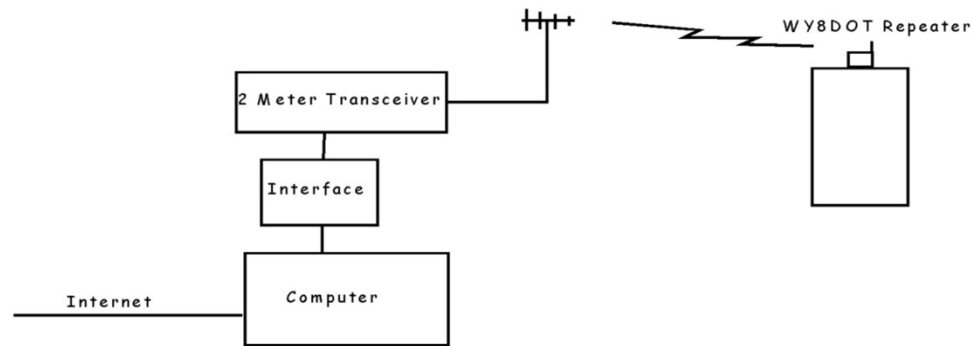 WY8DOT Repeater
2 Meter Transceiver
Interface
Computer
Internet